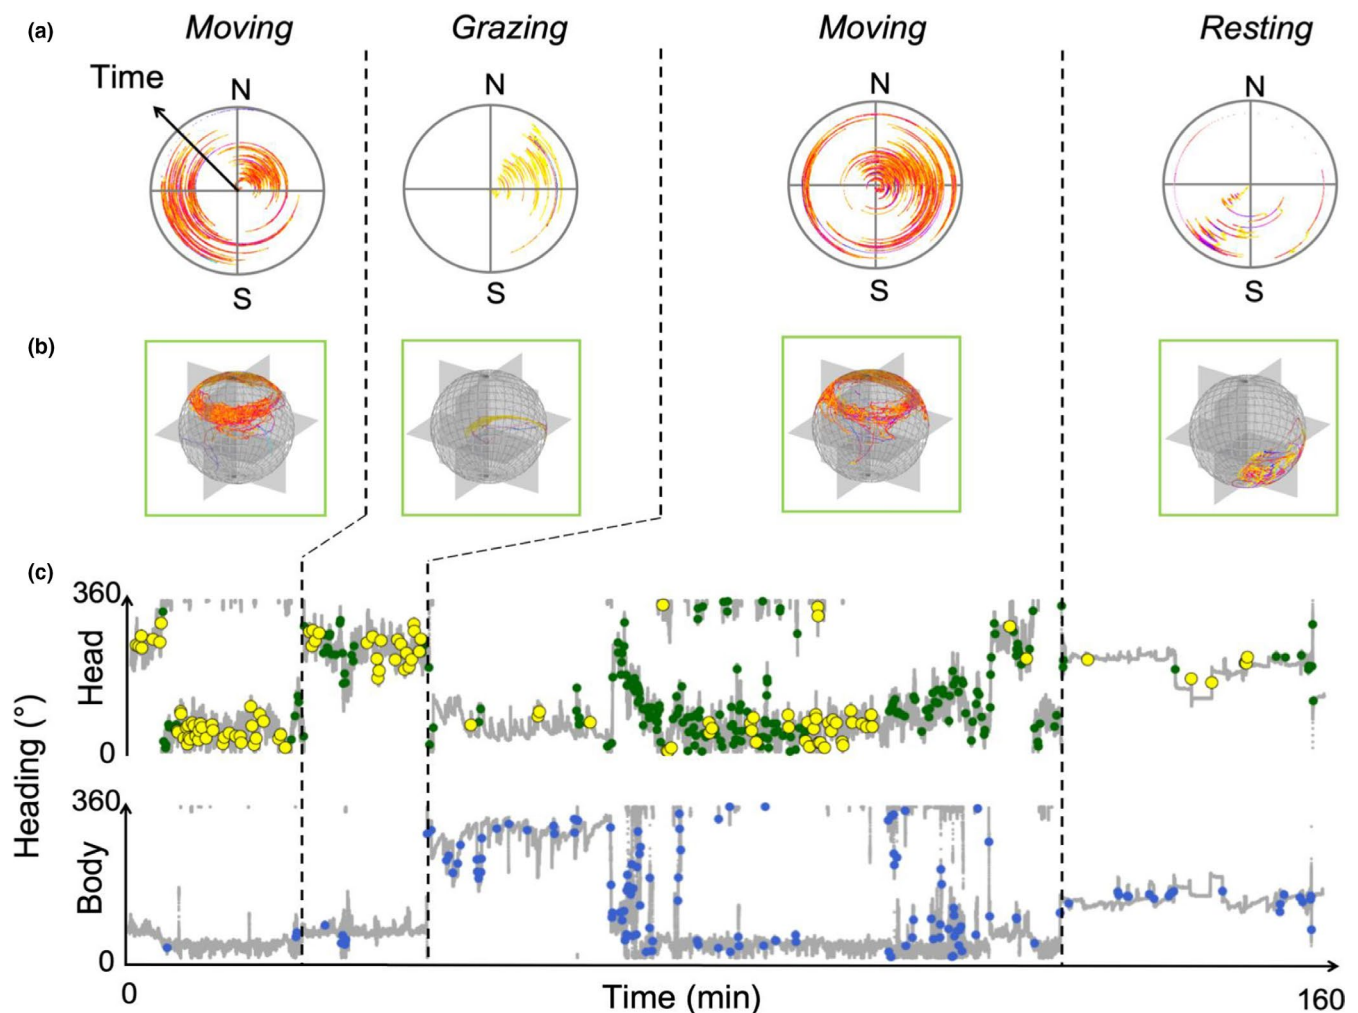 (a) Moving Grazing Moving Resting
Time
N N N N
S S S S
(b)
(c)
360
Head
0
Heading (°)
360
Body
0
0 Time (min) 160